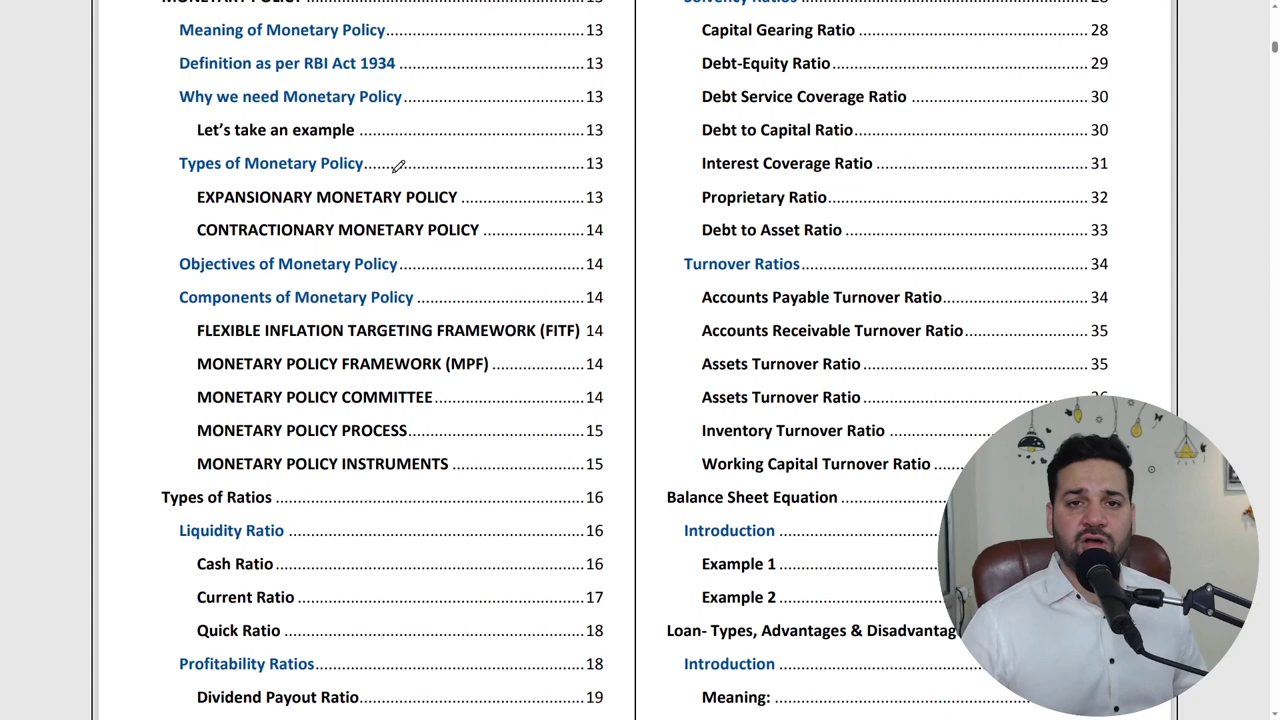 Meaning of Monetary Policy 13
Definition as per RBI Act 1934 13
Why we need Monetary Policy 13
Let's take an example 13
Types of Monetary Policy 13
EXPANSIONARY MONETARY POLICY 13
CONTRACTIONARY MONETARY POLICY 14
Objectives of Monetary Policy 14
Components of Monetary Policy 14
FLEXIBLE INFLATION TARGETING FRAMEWORK (FITF) 14
MONETARY POLICY FRAMEWORK (MPF) 14
MONETARY POLICY COMMITTEE 14
MONETARY POLICY PROCESS 15
MONETARY POLICY INSTRUMENTS 15
Types of Ratios 16
Liquidity Ratio 16
Cash Ratio 16
Current Ratio 17
Quick Ratio 18
Profitability Ratios 18
Dividend Payout Ratio 19
Capital Gearing Ratio 28
Debt-Equity Ratio 29
Debt Service Coverage Ratio 30
Debt to Capital Ratio 30
Interest Coverage Ratio 31
Proprietary Ratio 32
Debt to Asset Ratio 33
Turnover Ratios 34
Accounts Payable Turnover Ratio 34
Accounts Receivable Turnover Ratio 35
Assets Turnover Ratio 35
Assets Turnover Ratio
Inventory Turnover Ratio
Working Capital Turnover Ratio
Balance Sheet Equation
Introduction
Example 1
Example 2
Loan- Types, Advantages & Disadvantag
Introduction
Meaning: